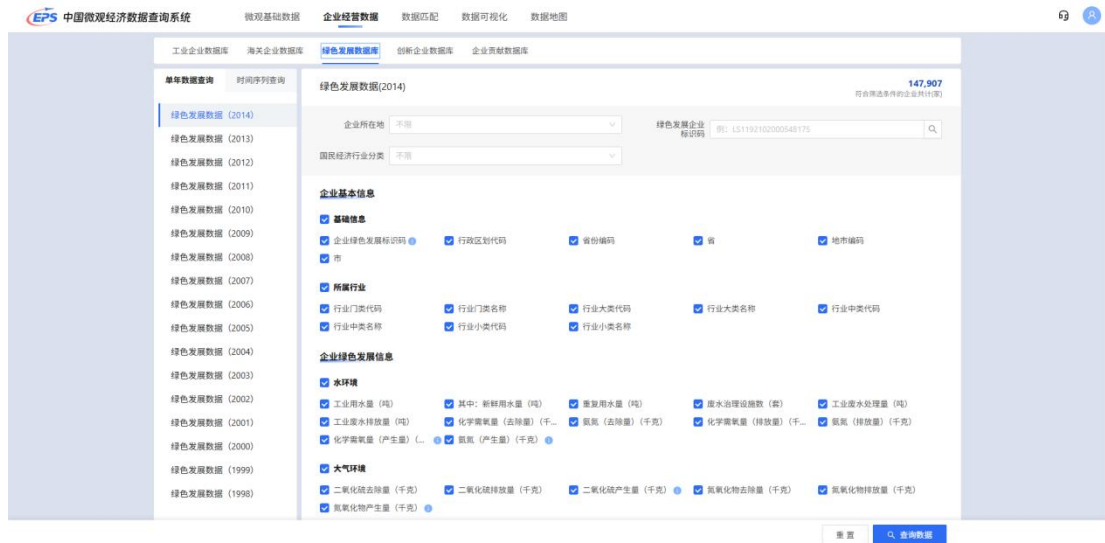 EPS 中国微观经济数据查询系统 微观基础数据 企业经营数据 数据匹配 数据可视化 数据地图
工业企业数据库 海关企业数据库 绿色发展数据库 创新企业数据库 企业贡献数据库
单年数据查询 时间序列查询
绿色发展数据 (2014)
绿色发展数据 (2013)
绿色发展数据 (2012)
绿色发展数据 (2011)
绿色发展数据 (2010)
绿色发展数据 (2009)
绿色发展数据 (2008)
绿色发展数据 (2007)
绿色发展数据 (2006)
绿色发展数据 (2005)
绿色发展数据 (2004)
绿色发展数据 (2003)
绿色发展数据 (2002)
绿色发展数据 (2001)
绿色发展数据 (2000)
绿色发展数据 (1999)
绿色发展数据 (1998)
绿色发展数据(2014)
147,907
符合筛选条件的企业共计(家)
企业所在地 不限
绿色发展企业
标识码
例: LS1192102000548175
国民经济行业分类 不限
企业基本信息
基础信息
企业绿色发展标识码 行政区划代码 省份编码 省 地市编码
市
所属行业
行业门类代码 行业门类名称 行业大类代码 行业大类名称 行业中类代码
行业中类名称 行业小类代码 行业小类名称
企业绿色发展信息
水环境
工业用水量 (吨) 其中: 新鲜用水量 (吨) 重复用水量 (吨) 废水治理设施数 (套) 工业废水处理量 (吨)
工业废水排放量 (吨) 化学需氧量 (去除量) (千... 氨氮 (去除量) (千克) 化学需氧量 (排放量) (千... 氨氮 (排放量) (千克)
化学需氧量 (产生量) (... 氨氮 (产生量) (千克)
大气环境
二氧化硫去除量 (千克) 二氧化硫排放量 (千克) 二氧化硫产生量 (千克) 氮氧化物去除量 (千克) 氮氧化物排放量 (千克)
氮氧化物产生量 (千克)
重置 查询数据